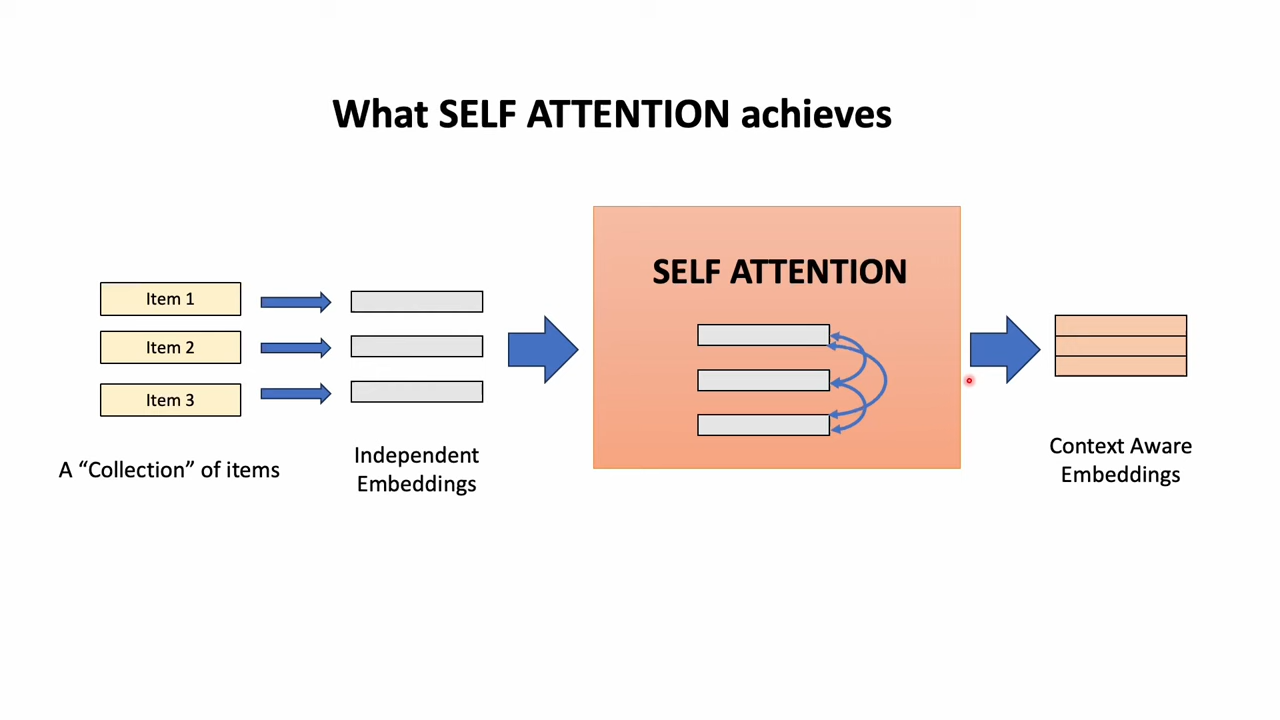 What SELF ATTENTION achieves
SELF ATTENTION
Item 1
Item 2
Item 3
A “Collection” of items
Independent
Embeddings
Context Aware
Embeddings